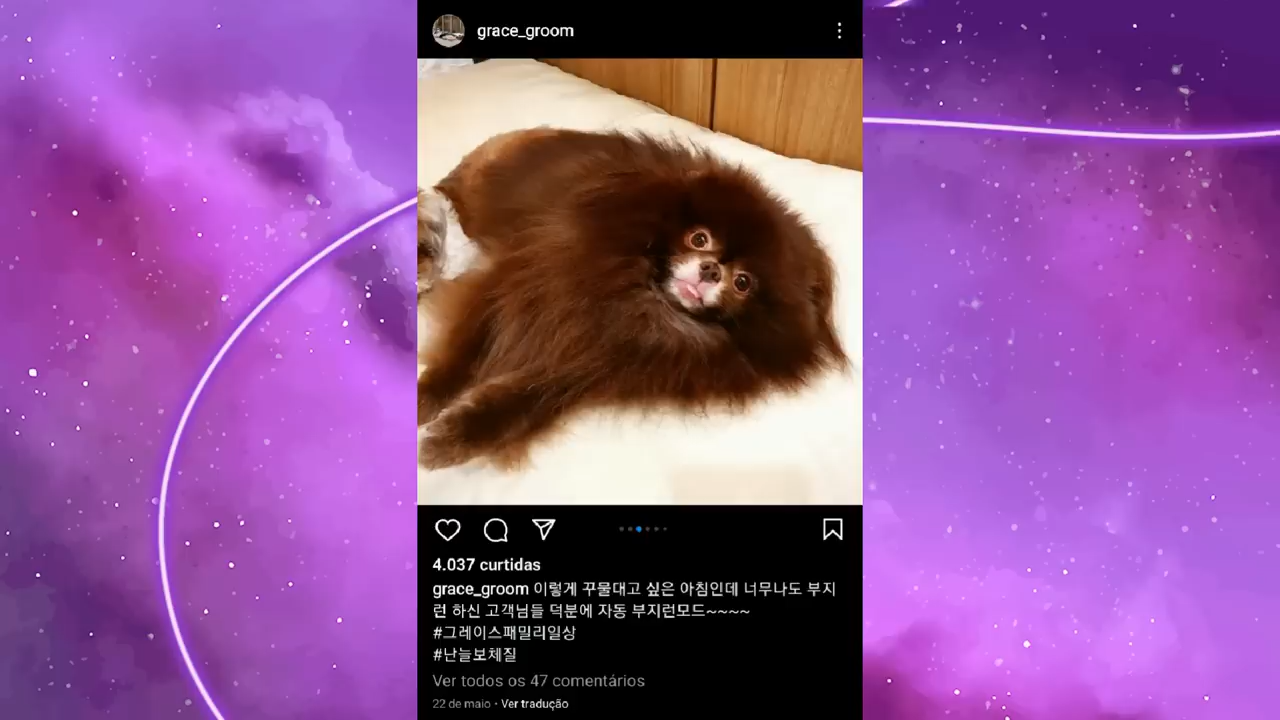 grace_groom
4.037 curtidas
grace_groom 이렇게 꾸물대고 싶은 아침인데 너무나도 부지
런 하신 고객님들 덕분에 자동 부지런모드~~~~
#그레이스패밀리일상
#난늘보체질
Ver todos os 47 comentários
22 de maio • Ver tradução